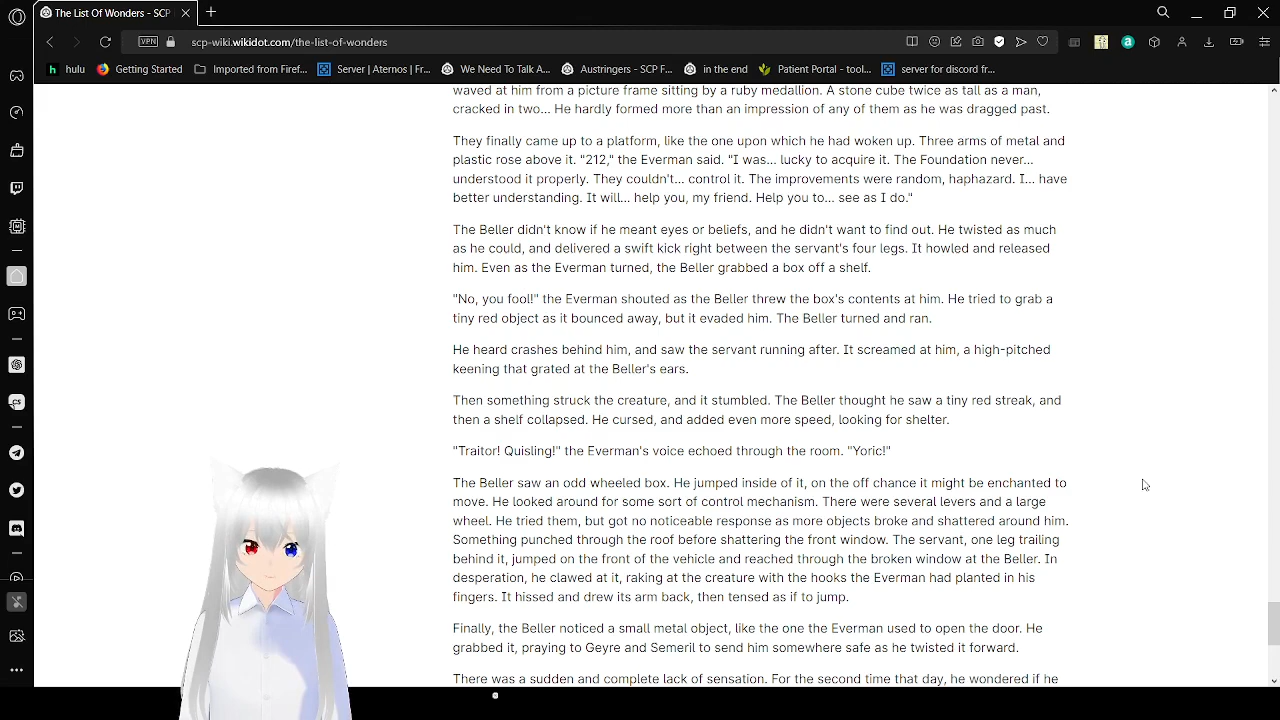 The List Of Wonders - SCP
VPN
scp-wiki.wikidot.com/the-list-of-wonders
hulu
Getting Started
Imported from Firef...
Server | Aternos | Fr...
We Need To Talk A...
Austringers - SCP F...
in the end
Patient Portal - tool...
server for discord fr...
waved at him from a picture frame sitting by a ruby medallion. A stone cube twice as tall as a man,
cracked in two... He hardly formed more than an impression of any of them as he was dragged past.
They finally came up to a platform, like the one upon which he had woken up. Three arms of metal and
plastic rose above it. "212," the Everman said. "I was... lucky to acquire it. The Foundation never...
understood it properly. They couldn't... control it. The improvements were random, haphazard. I... have
better understanding. It will... help you, my friend. Help you to... see as I do."
The Beller didn't know if he meant eyes or beliefs, and he didn't want to find out. He twisted as much
as he could, and delivered a swift kick right between the servant's four legs. It howled and released
him. Even as the Everman turned, the Beller grabbed a box off a shelf.
"No, you fool!" the Everman shouted as the Beller threw the box's contents at him. He tried to grab a
tiny red object as it bounced away, but it evaded him. The Beller turned and ran.
He heard crashes behind him, and saw the servant running after. It screamed at him, a high-pitched
keening that grated at the Beller's ears.
Then something struck the creature, and it stumbled. The Beller thought he saw a tiny red streak, and
then a shelf collapsed. He cursed, and added even more speed, looking for shelter.
"Traitor! Quisling!" the Everman's voice echoed through the room. "Yoric!"
The Beller saw an odd wheeled box. He jumped inside of it, on the off chance it might be enchanted to
move. He looked around for some sort of control mechanism. There were several levers and a large
wheel. He tried them, but got no noticeable response as more objects broke and shattered around him.
Something punched through the roof before shattering the front window. The servant, one leg trailing
behind it, jumped on the front of the vehicle and reached through the broken window at the Beller. In
desperation, he clawed at it, raking at the creature with the hooks the Everman had planted in his
fingers. It hissed and drew its arm back, then tensed as if to jump.
Finally, the Beller noticed a small metal object, like the one the Everman used to open the door. He
grabbed it, praying to Geyre and Semeril to send him somewhere safe as he twisted it forward.
There was a sudden and complete lack of sensation. For the second time that day, he wondered if he